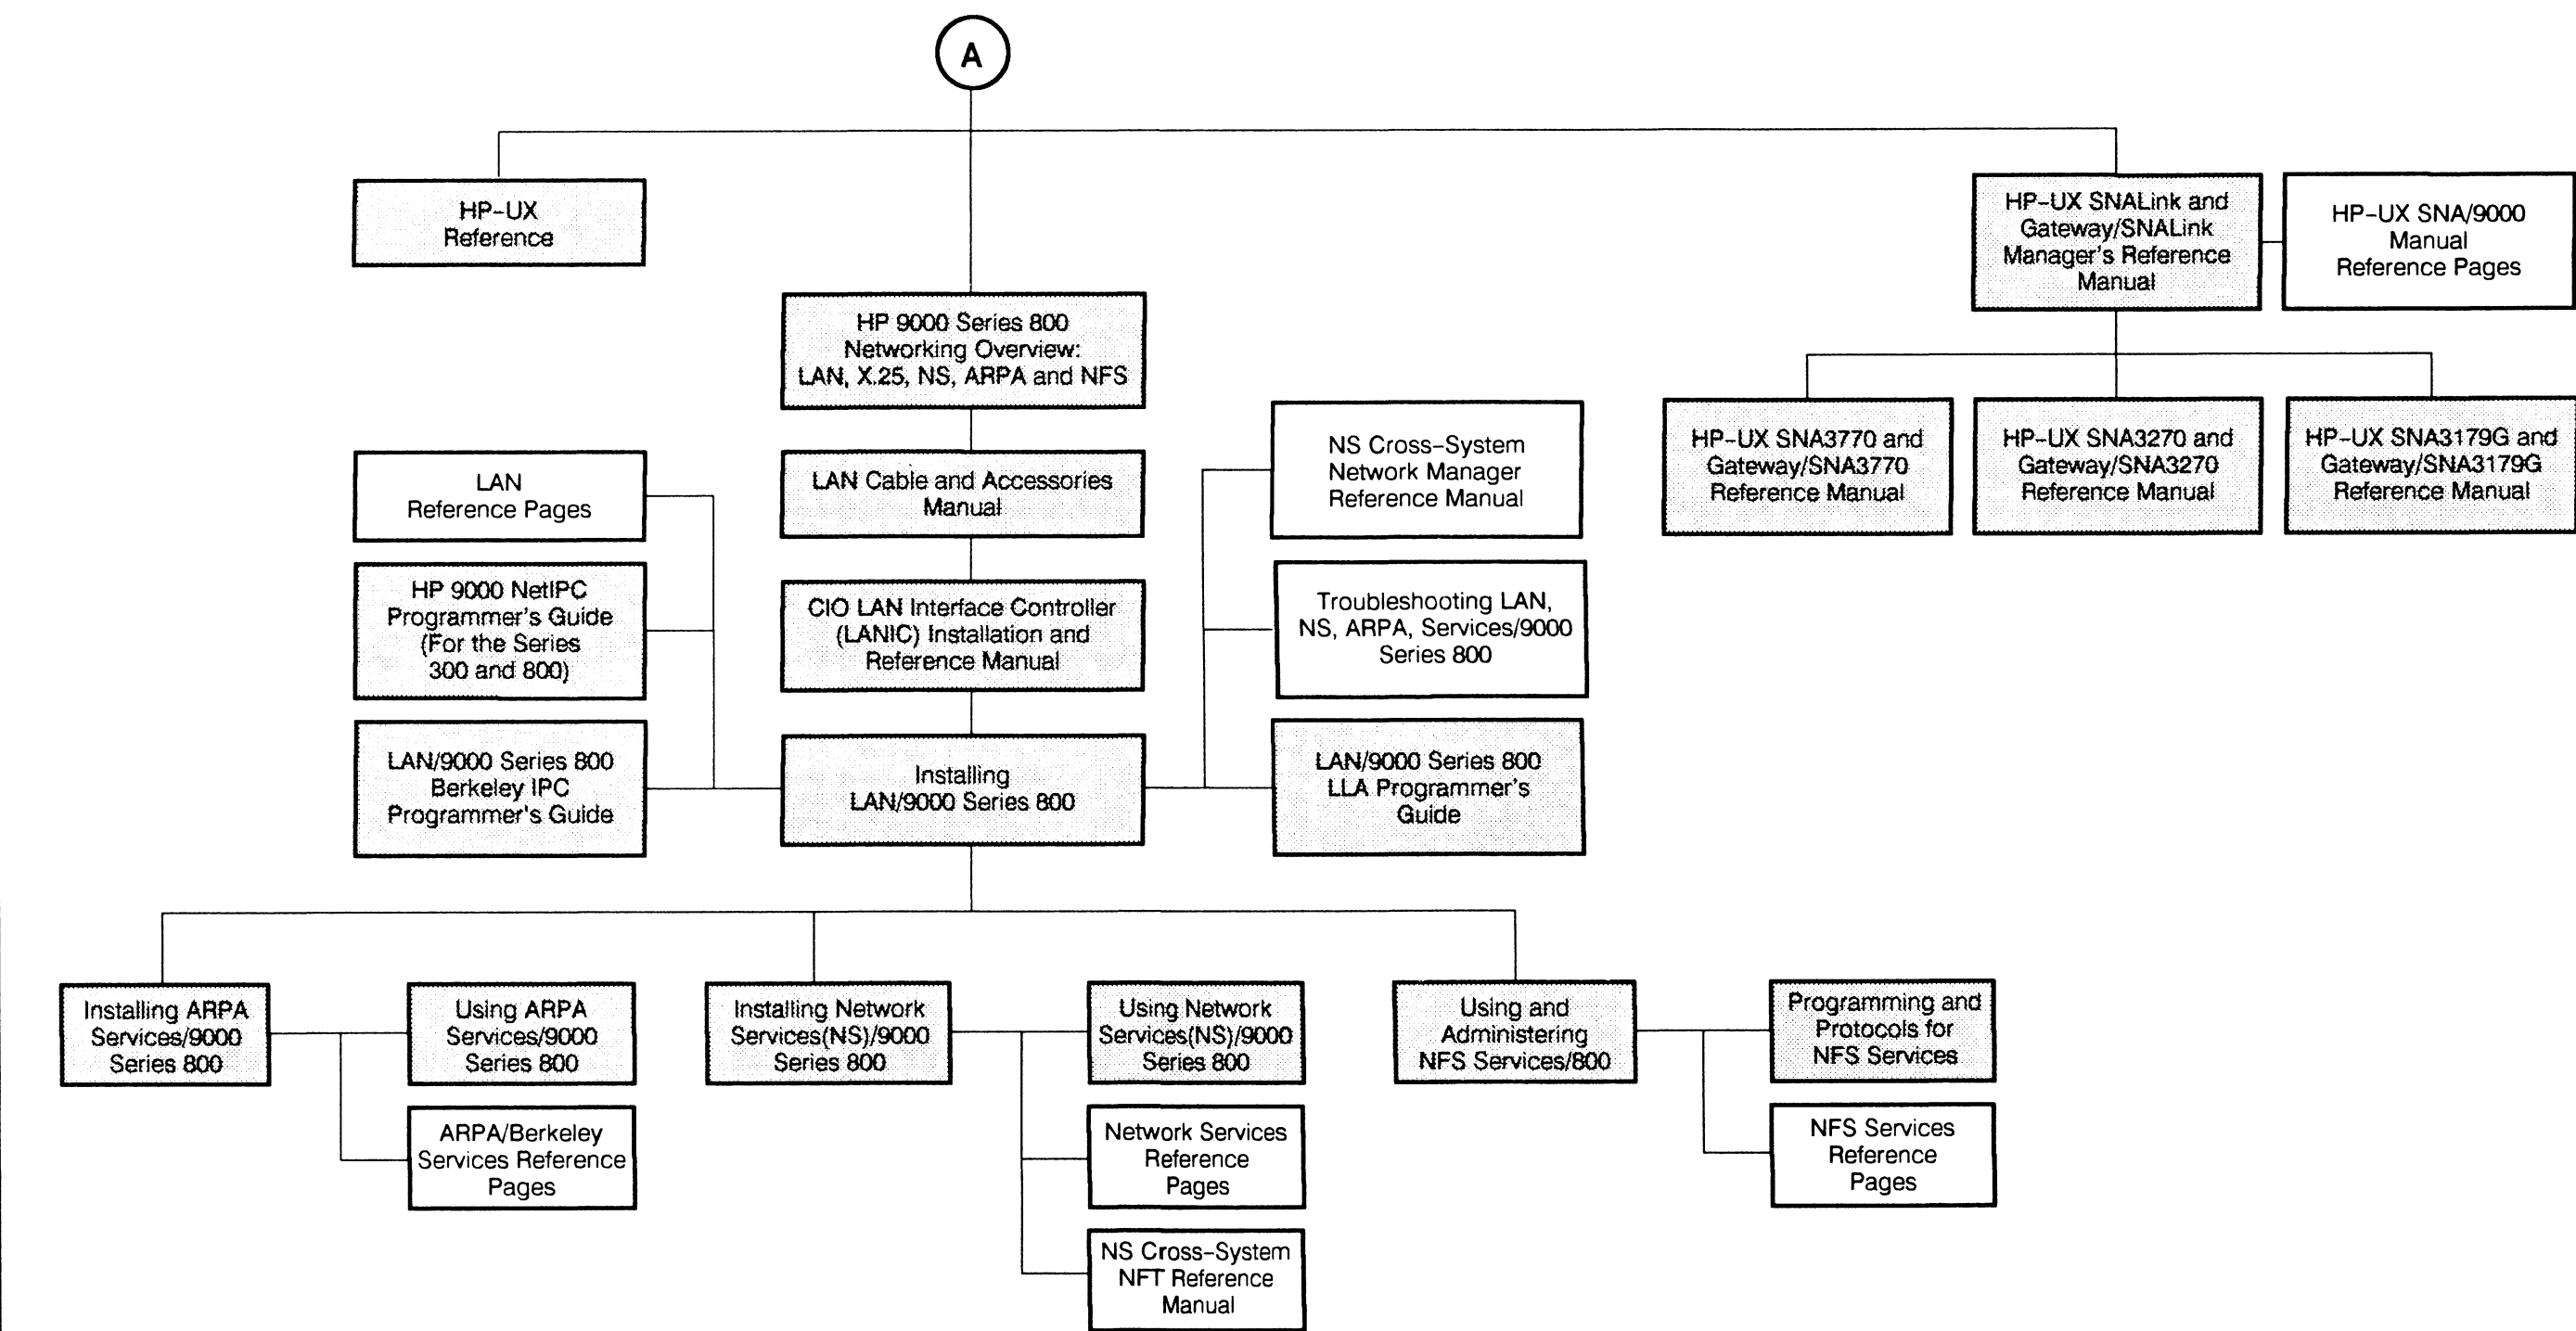 A
HP-UX
Reference
HP-UX SNALink and
Gateway/SNALink
Manager's Reference
Manual
HP-UX SNA/9000
Manual
Reference Pages
HP 9000 Series 800
Networking Overview:
LAN, X.25, NS, ARPA and NFS
HP-UX SNA3770 and
Gateway/SNA3770
Reference Manual
HP-UX SNA3270 and
Gateway/SNA3270
Reference Manual
HP-UX SNA3179G and
Gateway/SNA3179G
Reference Manual
LAN
Reference Pages
LAN Cable and Accessories
Manual
NS Cross-System
Network Manager
Reference Manual
HP 9000 NetIPC
Programmer's Guide
(For the Series
300 and 800)
CIO LAN Interface Controller
(LANIC) Installation and
Reference Manual
Troubleshooting LAN,
NS, ARPA, Services/9000
Series 800
LAN/9000 Series 800
Berkeley IPC
Programmer's Guide
Installing
LAN/9000 Series 800
LAN/9000 Series 800
LLA Programmer's
Guide
Installing ARPA
Services/9000
Series 800
Using ARPA
Services/9000
Series 800
Installing Network
Services(NS)/9000
Series 800
Using Network
Services(NS)/9000
Series 800
Using and
Administering
NFS Services/800
Programming and
Protocols for
NFS Services
ARPA/Berkeley
Services Reference
Pages
Network Services
Reference
Pages
NFS Services
Reference
Pages
NS Cross-System
NFT Reference
Manual